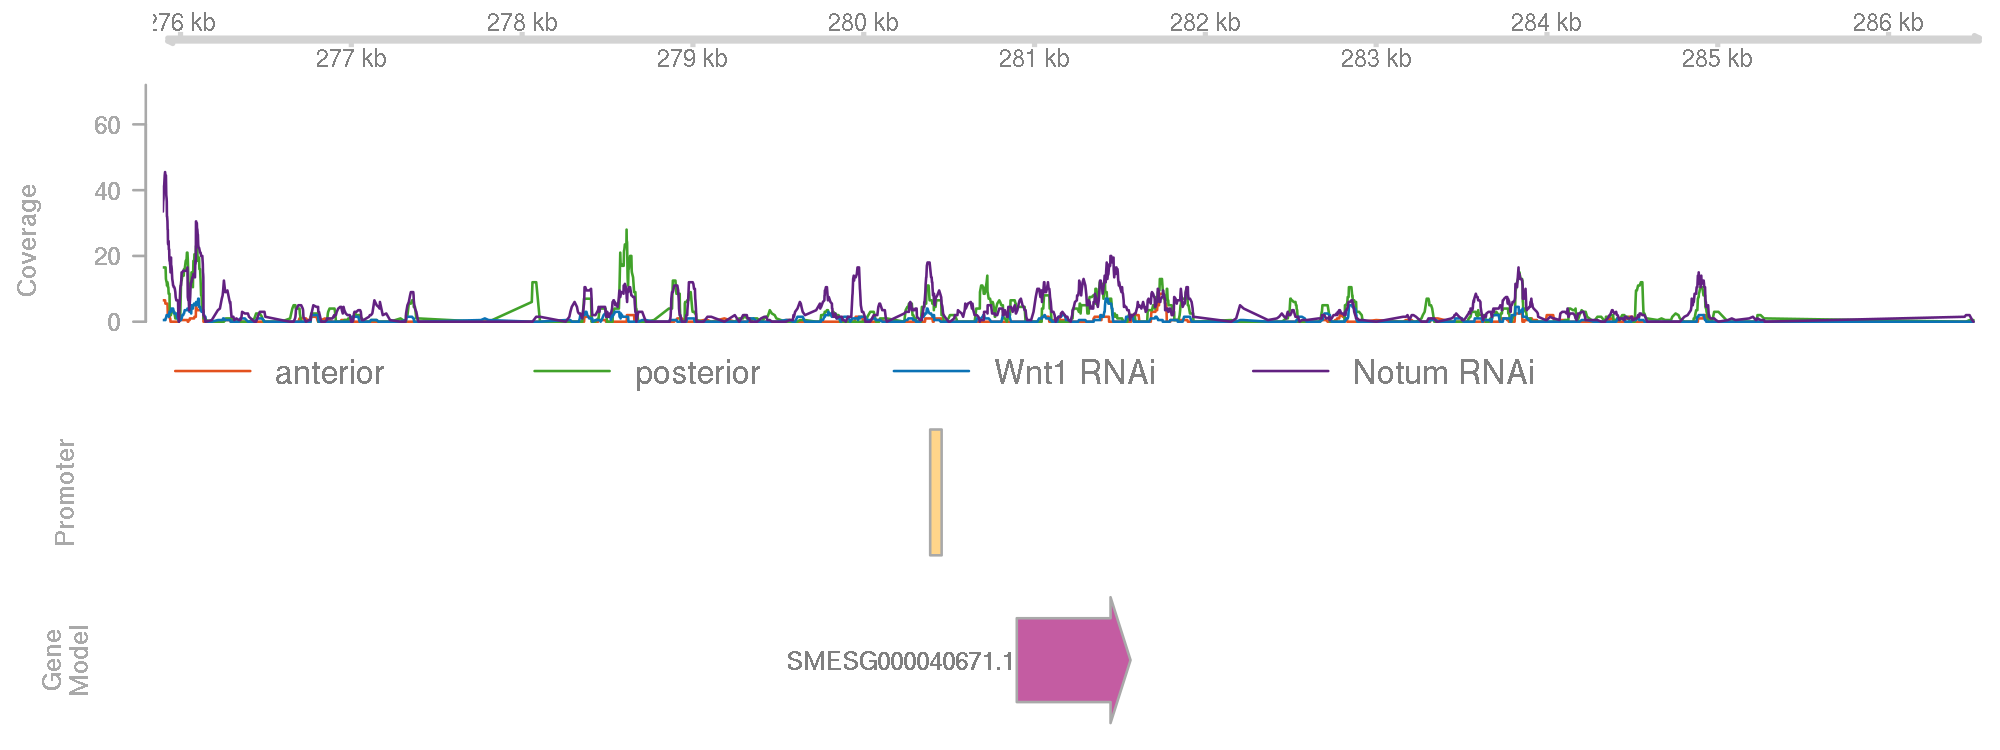 276 kb 278 kb 280 kb 282 kb 284 kb 286 kb
277 kb 279 kb 281 kb 283 kb 285 kb
Coverage
60
40
20
0
anterior posterior Wnt1 RNAi Notum RNAi
Promoter
Gene
Model
SMESG000040671.1